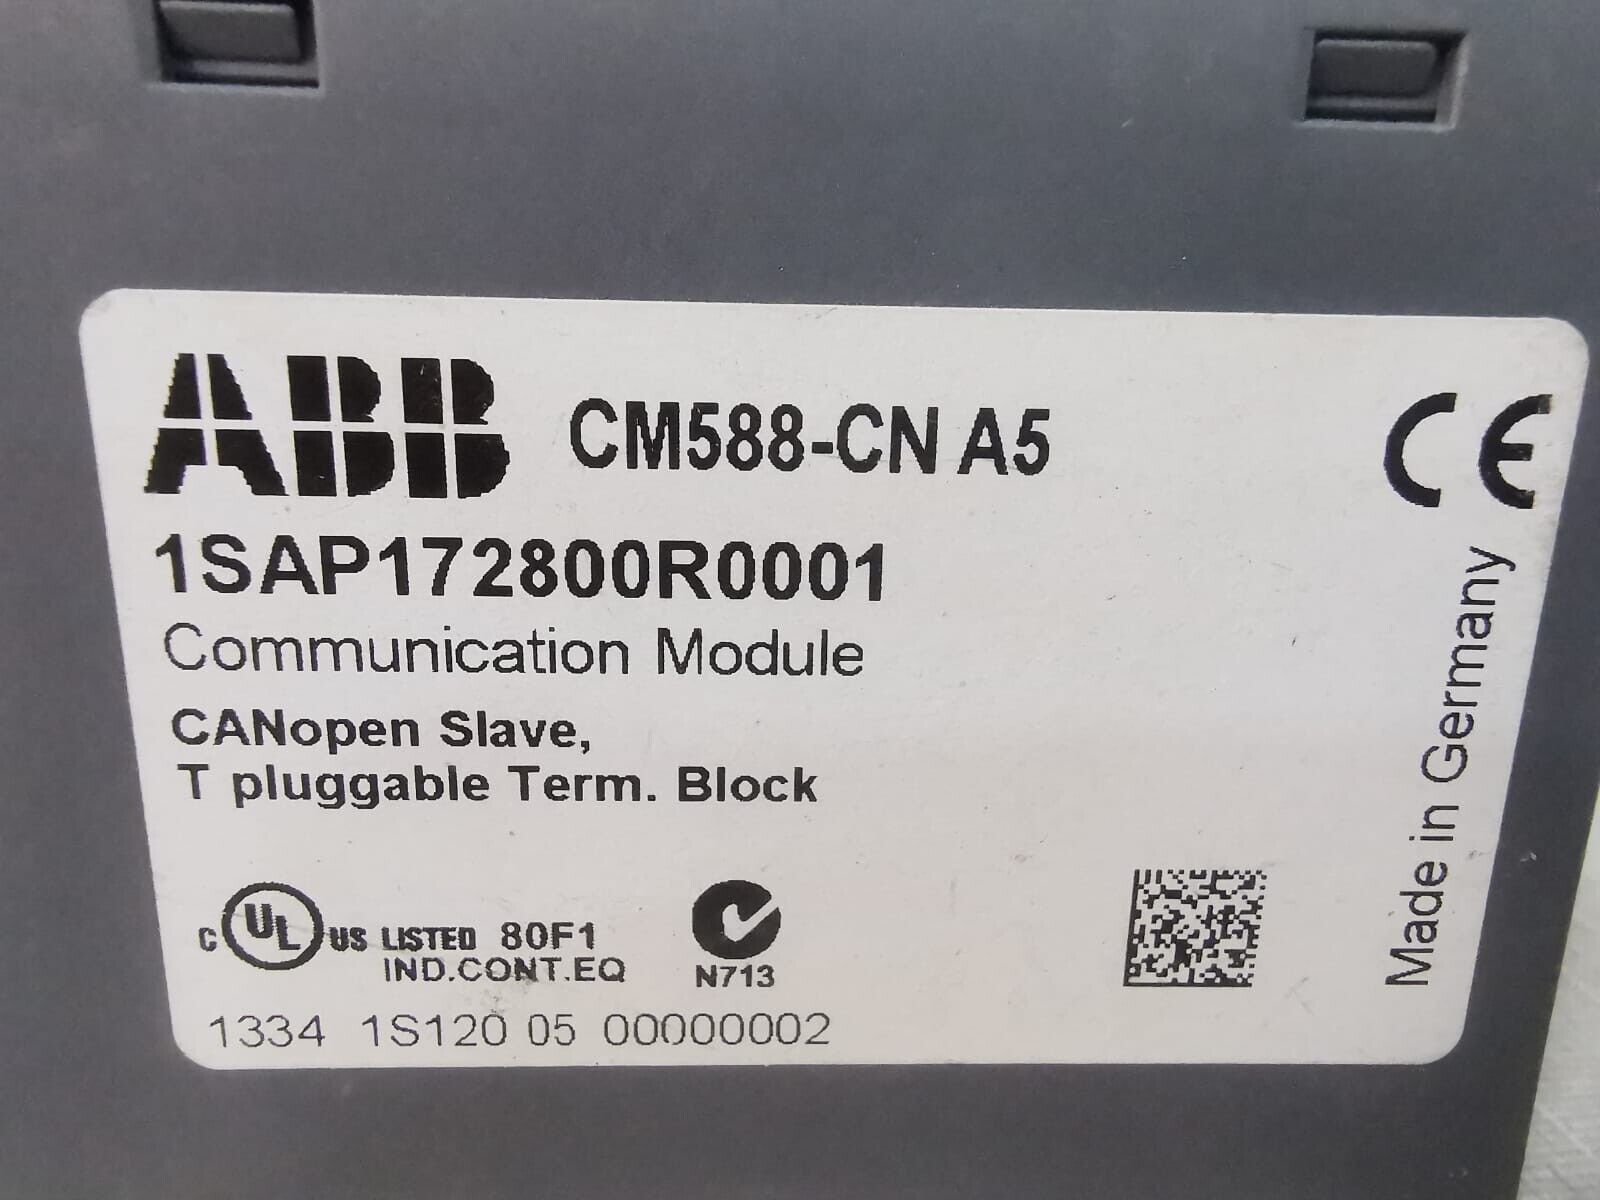 ABB CM588-CN A5 CE
1SAP172800R0001
Communication Module
CANopen Slave,
T pluggable Term. Block
C UL US LISTED 80F1
IND.CONT.EQ
N713
1334 1S120 05 00000002
Made in Germany